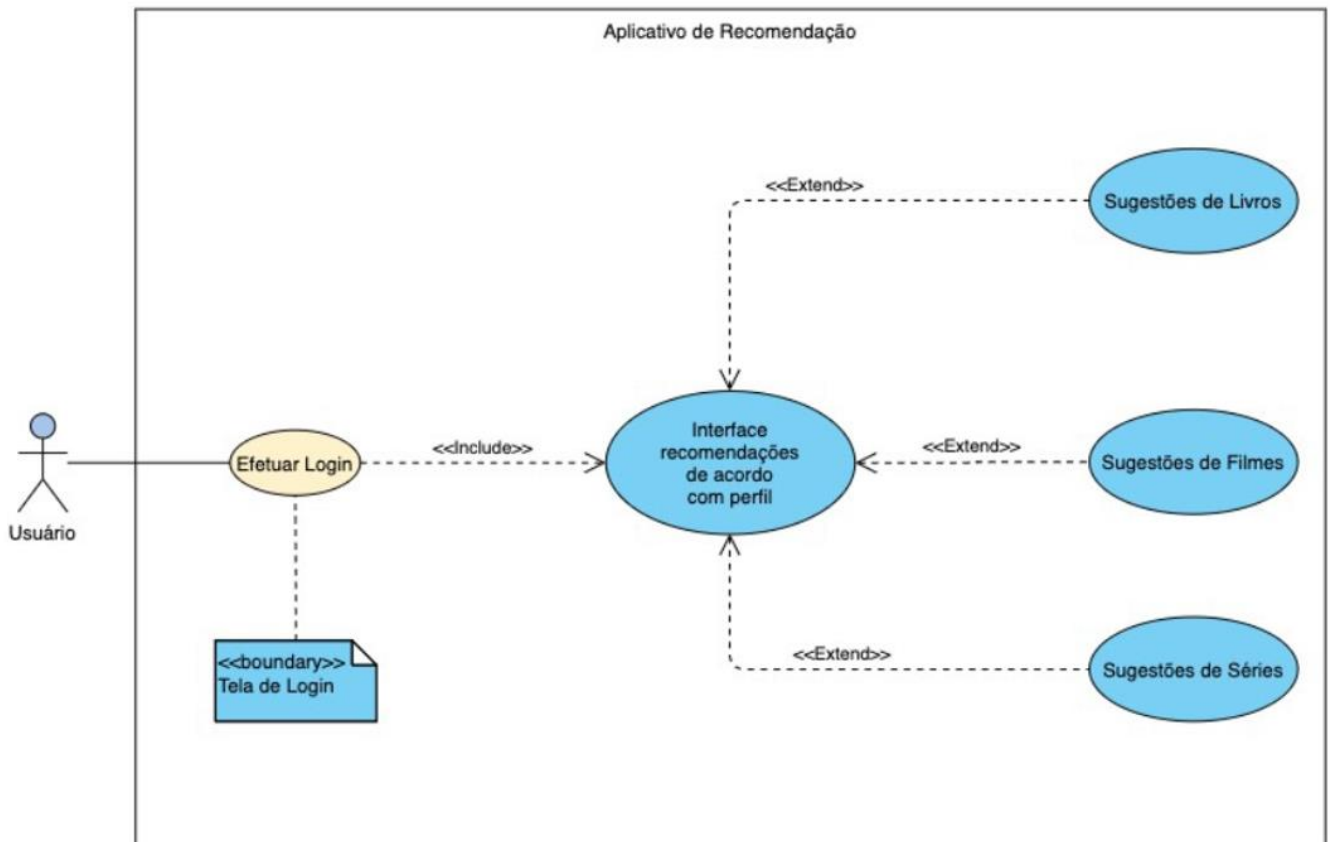 Aplicativo de Recomendação
<<Extend>>
Sugestões de Livros
Usuário
Efetuar Login
<<Include>>
Interface
recomendações
de acordo
com perfil
<<Extend>>
Sugestões de Filmes
<<boundary>>
Tela de Login
<<Extend>>
Sugestões de Séries